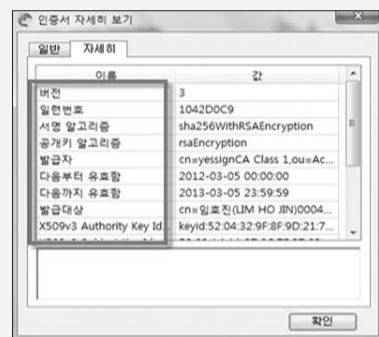 인증서 자세히 보기
일반 자세히
이름 값
버전 3
일련번호 1042D0C9
서명 알고리즘 sha256WithRSAEncryption
공개키 알고리즘 rsaEncryption
발급자 cn=yessignCA Class 1,ou=Ac...
다음부터 유효함 2012-03-05 00:00:00
다음까지 유효함 2013-03-05 23:59:59
발급대상 cn=임호진(LIM HO JIN)0004...
X509v3 Authority Key Id... keyid:52:04:32:9F:8F:9D:21:7...
확인